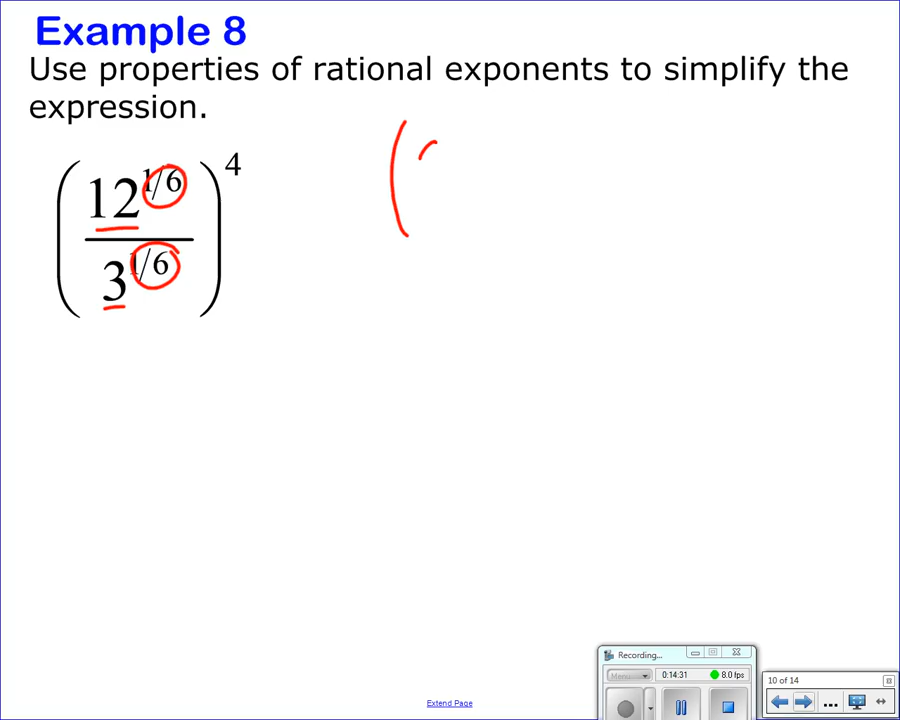 Example 8
Use properties of rational exponents to simplify the
expression.
(12^1/6 / 3^1/6)^4
(
Recording...
Menu
0:14:31 8.0 fps
10 of 14
...
Extend Page